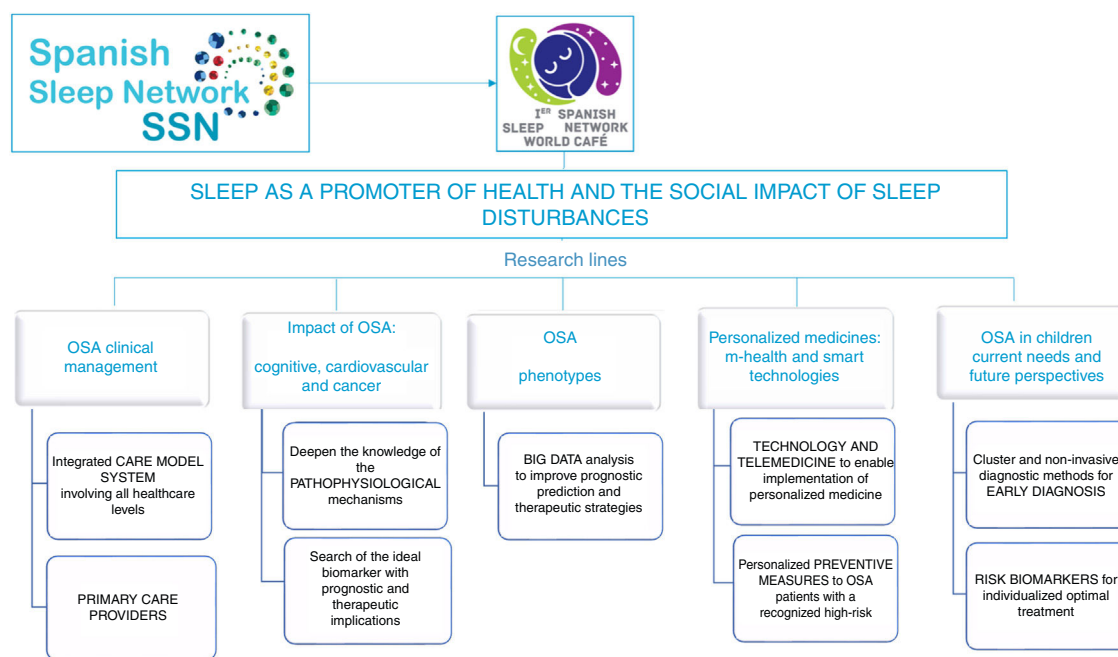 Spanish
Sleep Network
SSN
IER SPANISH
SLEEP NETWORK
WORLD CAFÉ
SLEEP AS A PROMOTER OF HEALTH AND THE SOCIAL IMPACT OF SLEEP
DISTURBANCES
Research lines
OSA clinical
management
Integrated CARE MODEL
SYSTEM
involving all healthcare
levels
PRIMARY CARE
PROVIDERS
Impact of OSA:
cognitive, cardiovascular
and cancer
Deepen the knowledge of
the
PATHOPHYSIOLOGICAL
mechanisms
Search of the ideal
biomarker with
prognostic and
therapeutic
implications
OSA
phenotypes
BIG DATA analysis
to improve prognostic
prediction and
therapeutic strategies
Personalized medicines:
m-health and smart
technologies
TECHNOLOGY AND
TELEMEDICINE to enable
implementation of
personalized medicine
Personalized PREVENTIVE
MEASURES to OSA
patients with a
recognized high-risk
OSA in children
current needs and
future perspectives
Cluster and non-invasive
diagnostic methods for
EARLY DIAGNOSIS
RISK BIOMARKERS for
individualized optimal
treatment